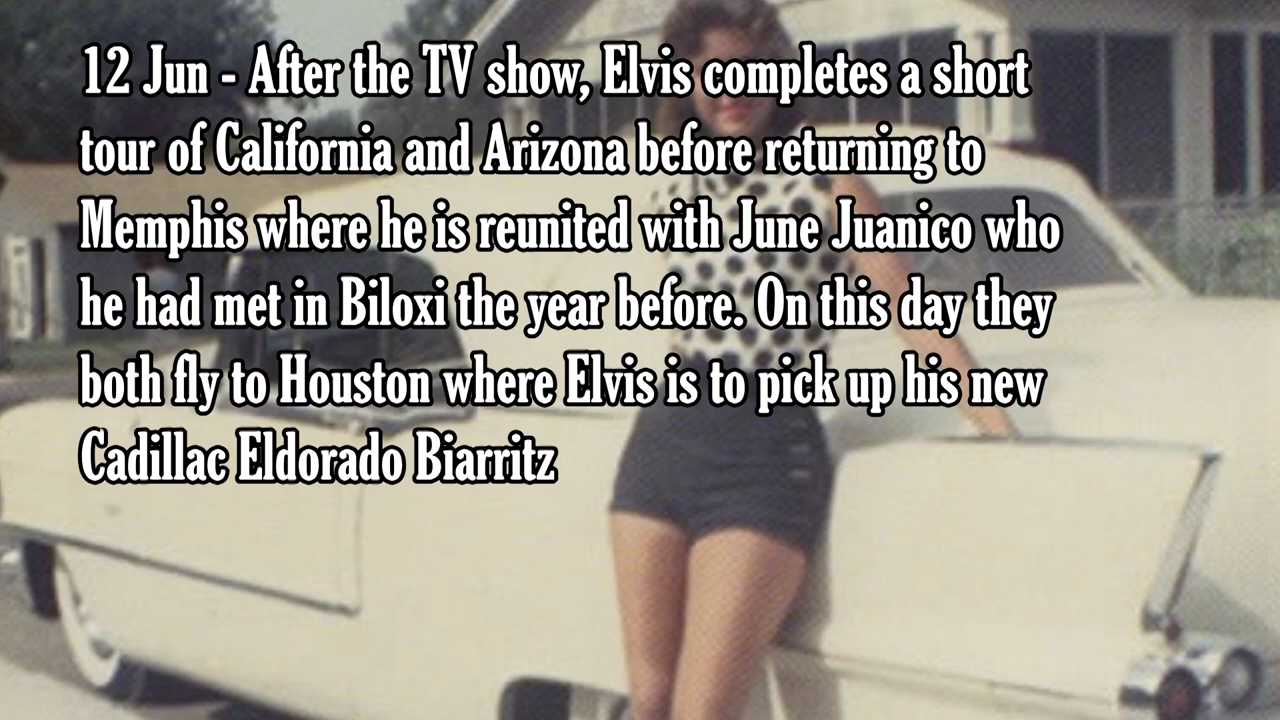 12 Jun - After the TV show, Elvis completes a short
tour of California and Arizona before returning to
Memphis where he is reunited with June Juanico who
he had met in Biloxi the year before. On this day they
both fly to Houston where Elvis is to pick up his new
Cadillac Eldorado Biarritz